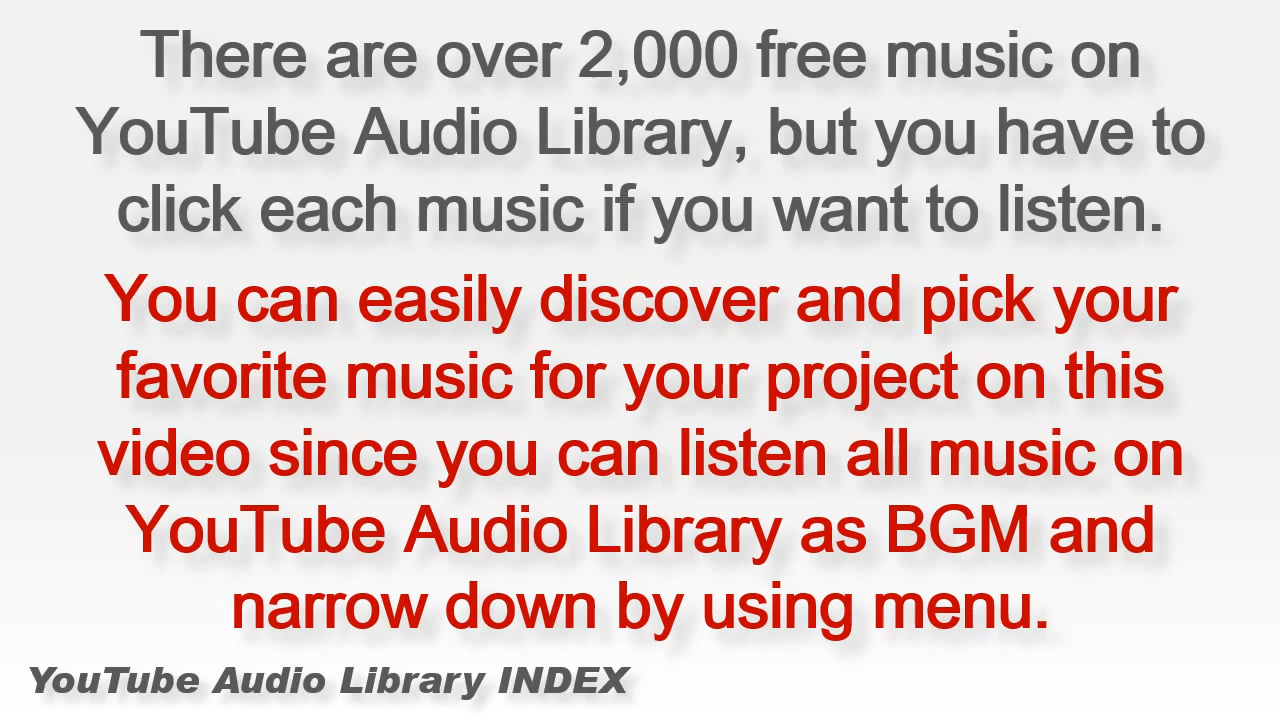 There are over 2,000 free music on
YouTube Audio Library, but you have to
click each music if you want to listen.
You can easily discover and pick your
favorite music for your project on this
video since you can listen all music on
YouTube Audio Library as BGM and
narrow down by using menu.
YouTube Audio Library INDEX